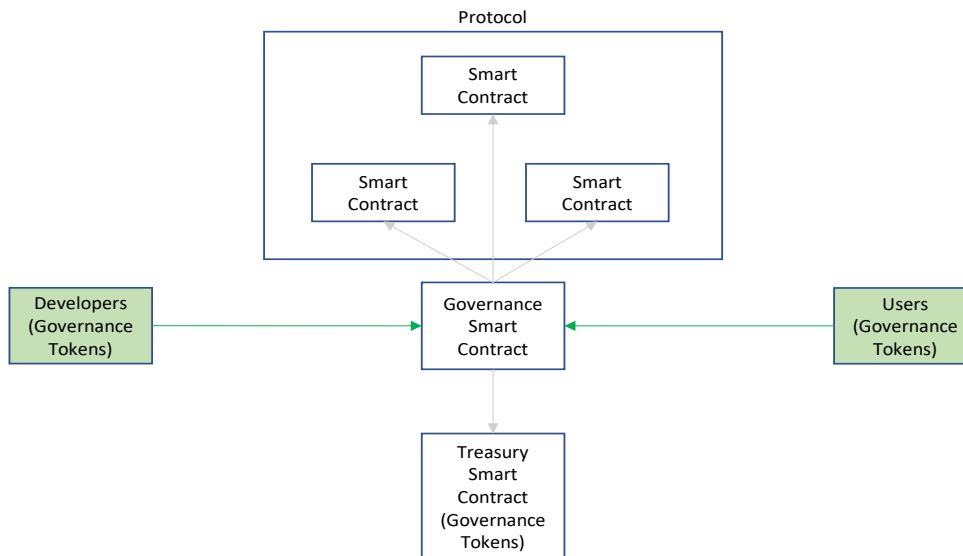 Protocol
Smart
Contract
Smart
Contract
Smart
Contract
Developers
(Governance
Tokens)
Governance
Smart
Contract
Users
(Governance
Tokens)
Treasury
Smart
Contract
(Governance
Tokens)